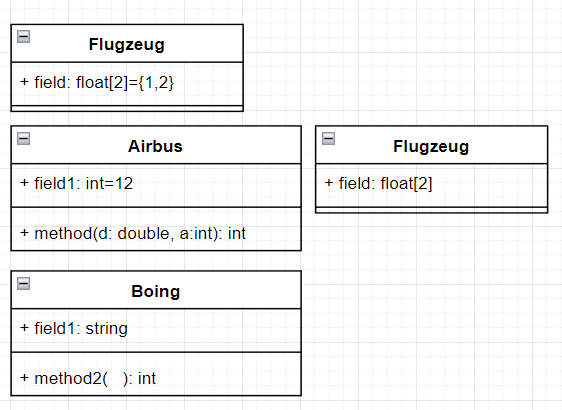 Flugzeug
+ field: float[2]={1,2}
Airbus
+ field1: int=12
+ method(d: double, a:int): int
Flugzeug
+ field: float[2]
Boing
+ field1: string
+ method2(   ): int